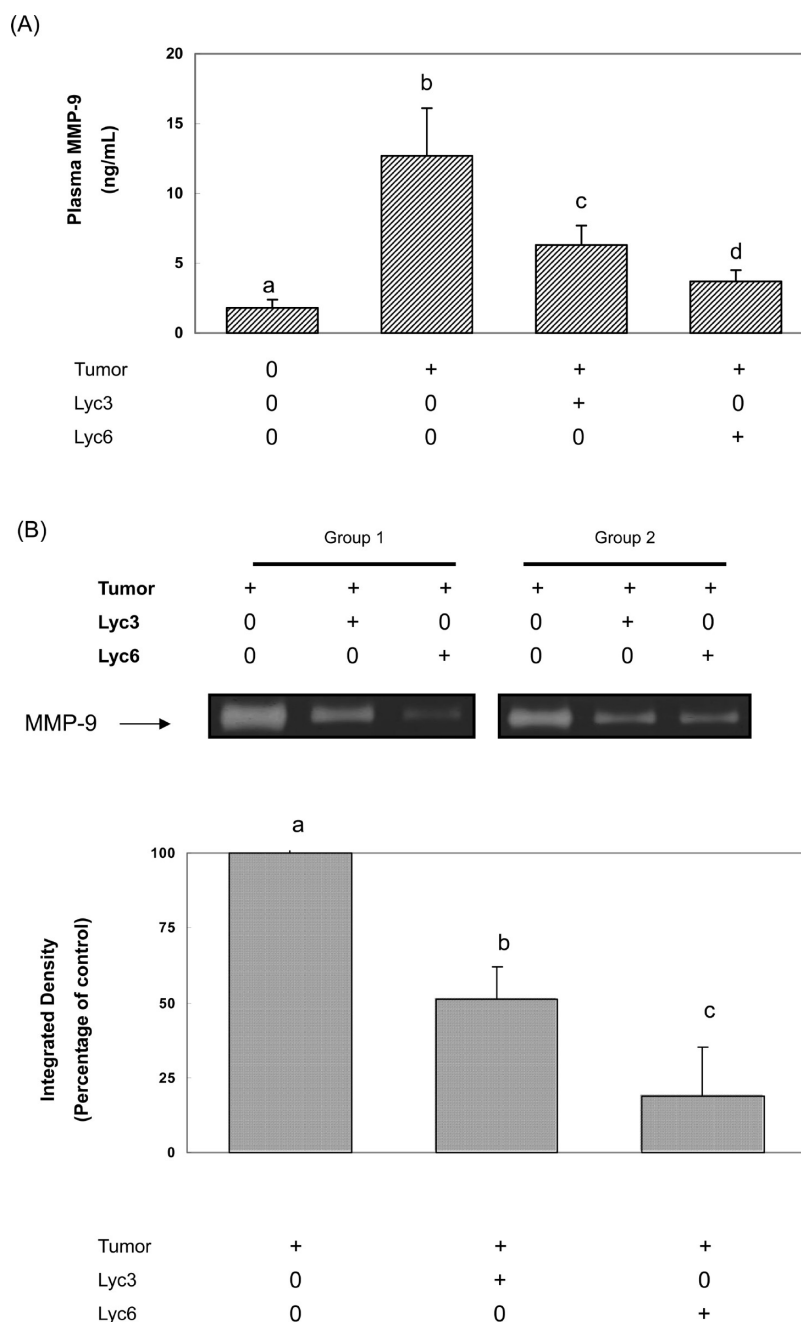 (A)
Plasma MMP-9
(ng/mL)
20
15
10
5
0
a
b
c
d
Tumor 0 + + +
Lyc3 0 0 + 0
Lyc6 0 0 0 +
(B)
Group 1 Group 2
Tumor + + + + + +
Lyc3 0 + 0 0 + 0
Lyc6 0 0 + 0 0 +
MMP-9
Integrated Density
(Percentage of control)
100
75
50
25
0
a
b
c
Tumor + + +
Lyc3 0 + 0
Lyc6 0 0 +